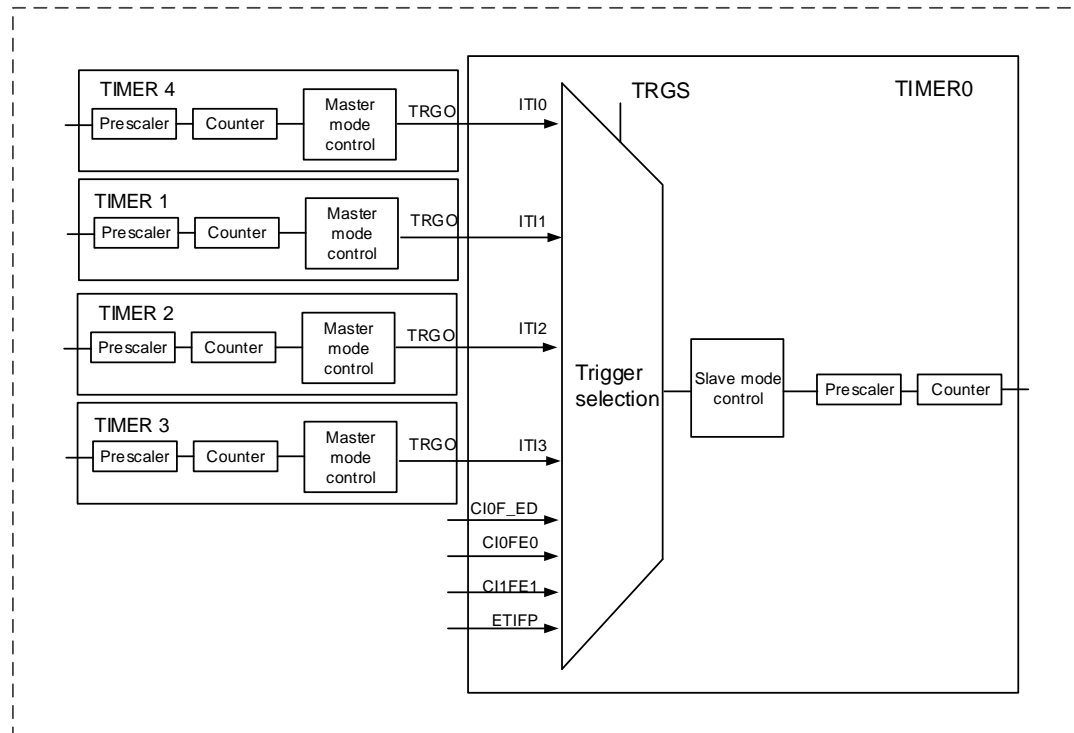 TIMER 4
Prescaler
Counter
Master
mode
control
TRGO
ITI0
TRGS
TIMER0
TIMER 1
Prescaler
Counter
Master
mode
control
TRGO
ITI1
TIMER 2
Prescaler
Counter
Master
mode
control
TRGO
ITI2
Trigger
selection
Slave mode
control
Prescaler
Counter
TIMER 3
Prescaler
Counter
Master
mode
control
TRGO
ITI3
CI0F_ED
CI0FE0
CI1FE1
ETIFP